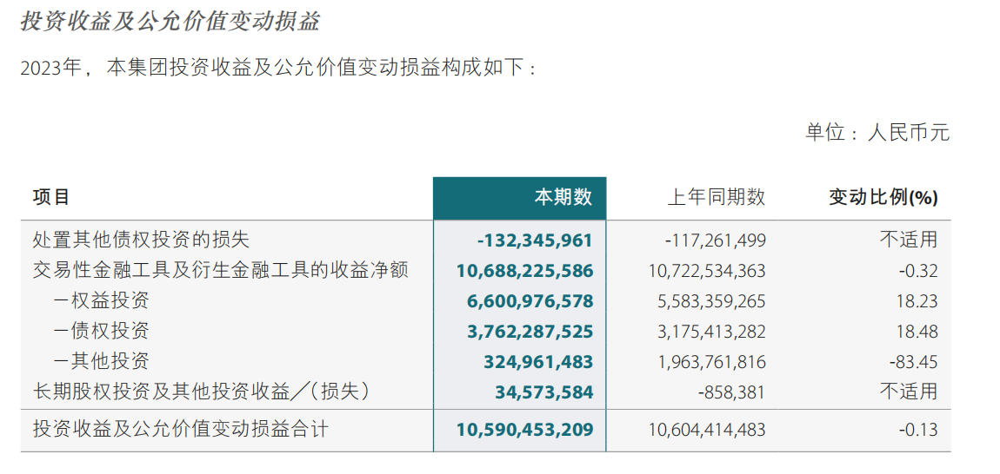 投资收益及公允价值变动损益
2023年，本集团投资收益及公允价值变动损益构成如下：
单位：人民币元
项目 本期数 上年同期数 变动比例(%)
处置其他债权投资的损失 -132,345,961 -117,261,499 不适用
交易性金融工具及衍生金融工具的收益净额 10,688,225,586 10,722,534,363 -0.32
－权益投资 6,600,976,578 5,583,359,265 18.23
－债权投资 3,762,287,525 3,175,413,282 18.48
－其他投资 324,961,483 1,963,761,816 -83.45
长期股权投资及其他投资收益╱（损失） 34,573,584 -858,381 不适用
投资收益及公允价值变动损益合计 10,590,453,209 10,604,414,483 -0.13